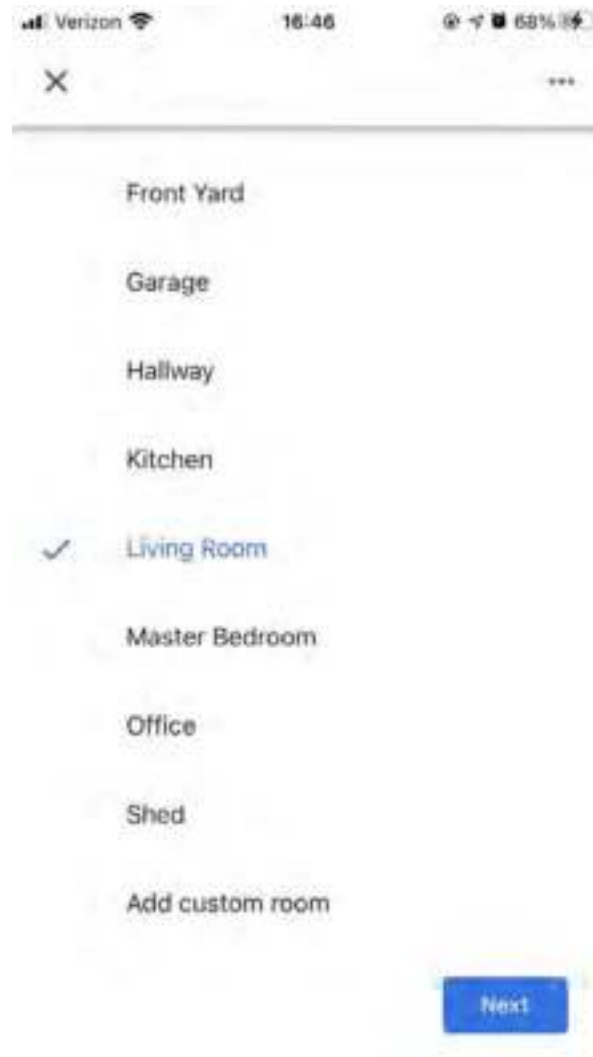 Verizon 16:46 68%
Front Yard
Garage
Hallway
Kitchen
Living Room
Master Bedroom
Office
Shed
Add custom room
Next